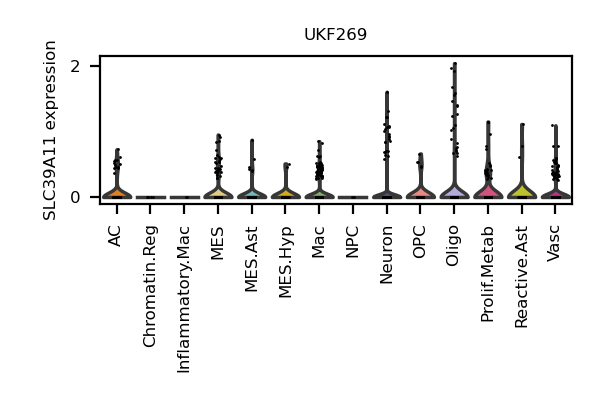 UKF269
SLC39A11 expression
2
0
AC
Chromatin.Reg
Inflammatory.Mac
MES
MES.Ast
MES.Hyp
Mac
NPC
Neuron
OPC
Oligo
Prolif.Metab
Reactive.Ast
Vasc